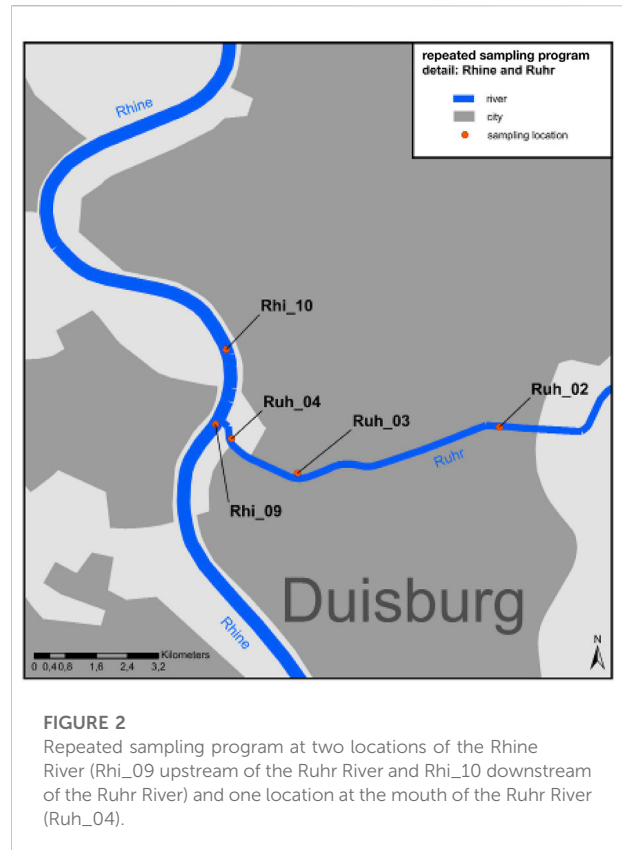 repeated sampling program
detail: Rhine and Ruhr
river
city
sampling location
Rhine
Rhi_10
Ruh_04
Ruh_03
Ruh_02
Ruhr
Rhi_09
Duisburg
Rhine
N
Kilometers
0 0,4 0,8 1,6 2,4 3,2
FIGURE 2
Repeated sampling program at two locations of the Rhine
River (Rhi_09 upstream of the Ruhr River and Rhi_10 downstream
of the Ruhr River) and one location at the mouth of the Ruhr River
(Ruh_04).